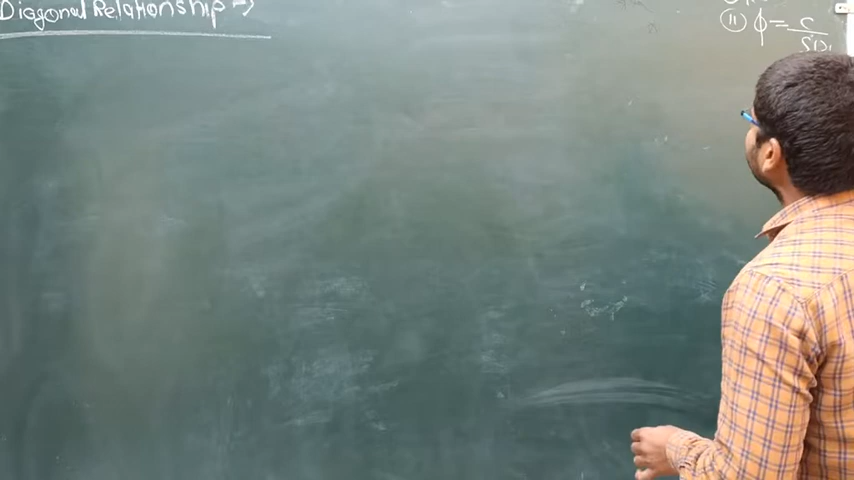 Diagonal Relationship →
(ii) ϕ = c